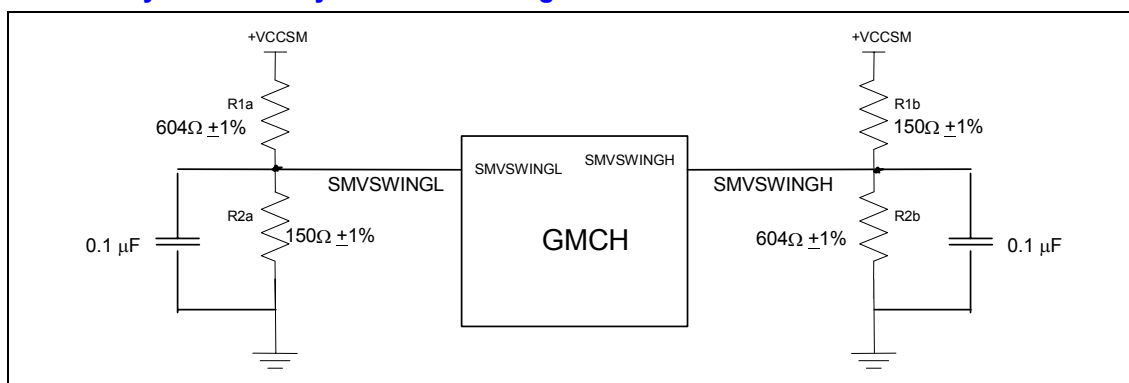 +VCCSM
R1a
604Ω ±1%
SMVSWINGL
R2a
150Ω ±1%
0.1 µF
SMVSWINGL
SMVSWINGH
GMCH
+VCCSM
R1b
150Ω ±1%
SMVSWINGH
R2b
604Ω ±1%
0.1 µF